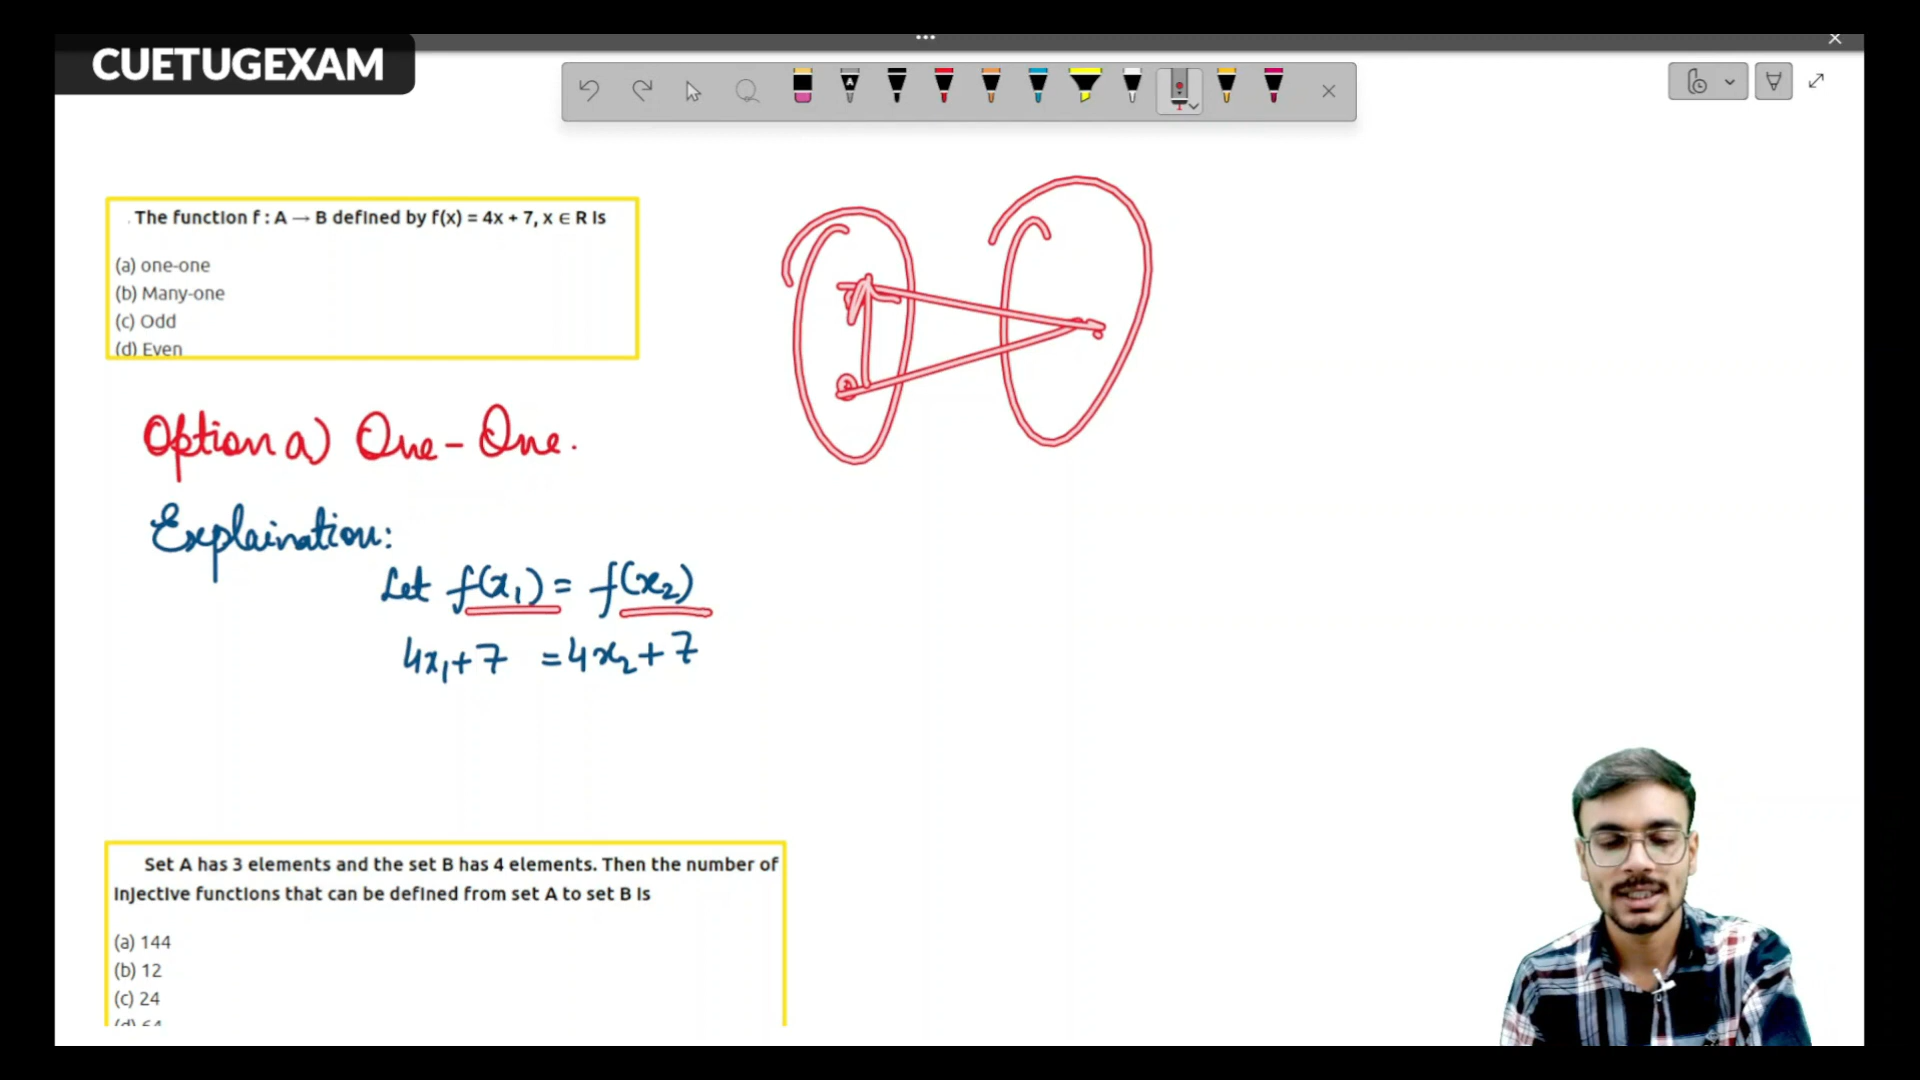 CUETUGEXAM
The function f : A → B defined by f(x) = 4x + 7, x ∈ R is
(a) one-one
(b) Many-one
(c) Odd
(d) Even
Option a) One-One.
Explaination:
Let f(x₁) = f(x₂)
4x₁+7 = 4x₂+7
Set A has 3 elements and the set B has 4 elements. Then the number of
injective functions that can be defined from set A to set B is
(a) 144
(b) 12
(c) 24
(d) 64